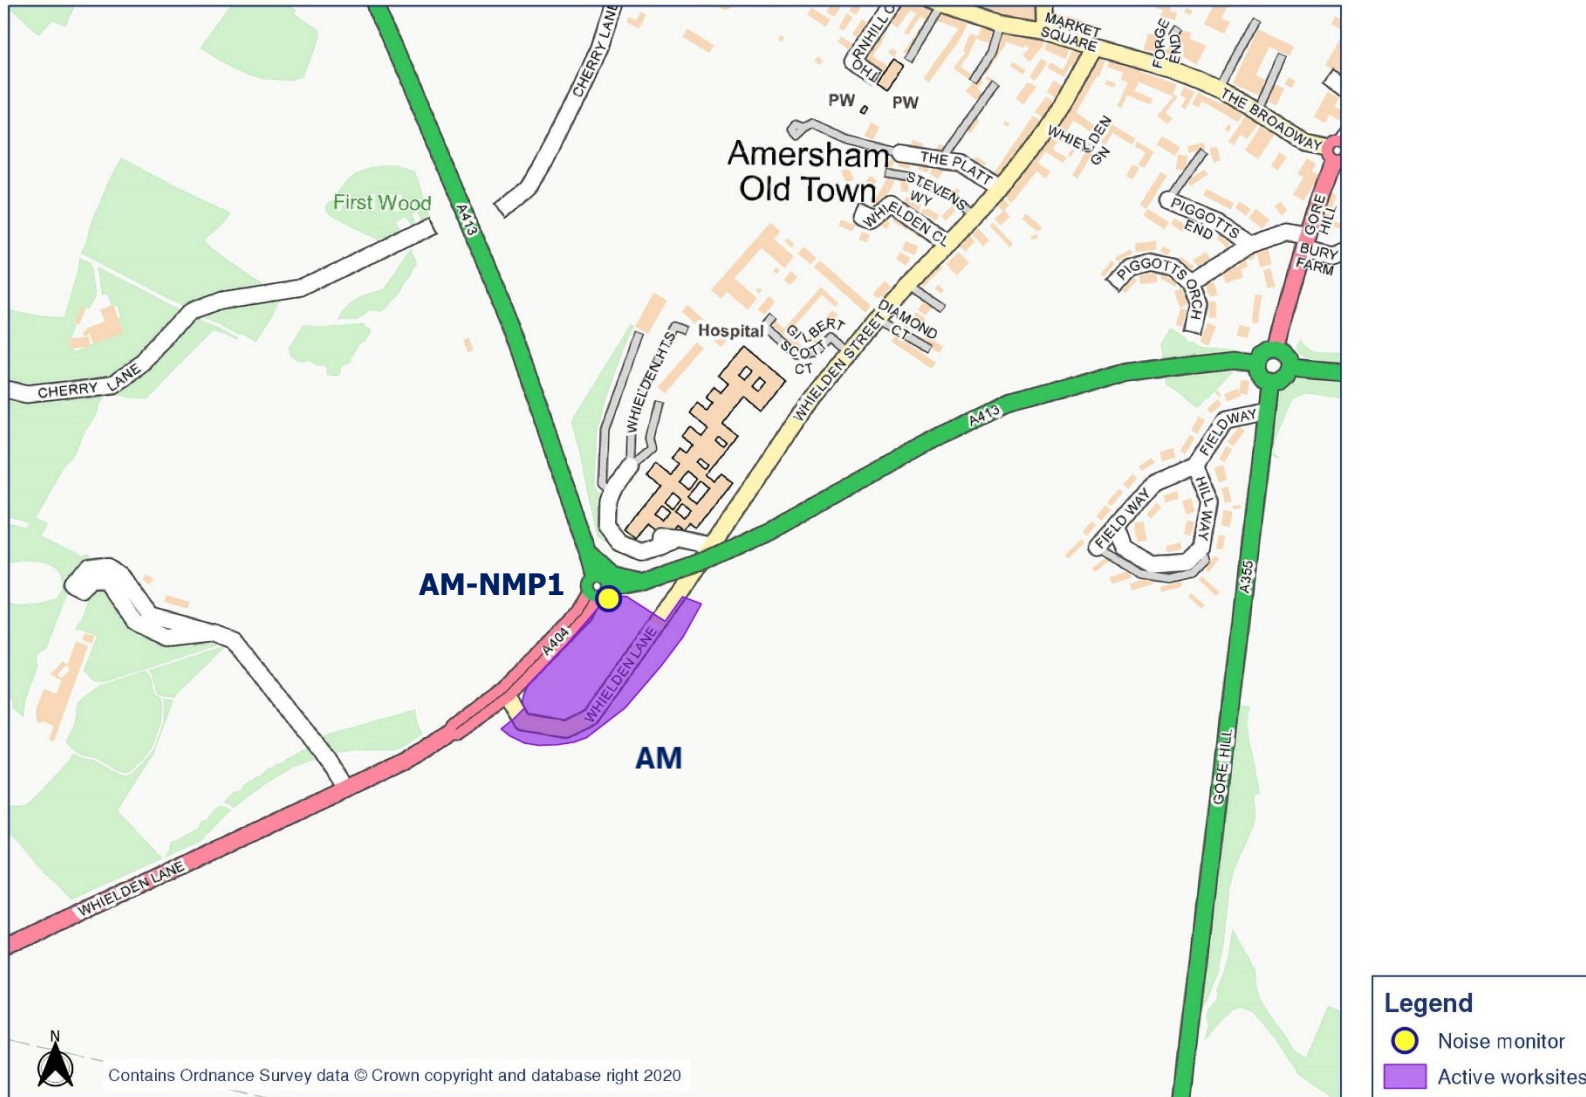 MARKET
SQUARE
FORGE
END
THE BROADWAY
CHERRY LANE
PW
PW
WHIELDEN
GN
Amersham
Old Town
THE PLATT
STEVENS
WY
WHIELDEN CL
First Wood
A413
PIGGOTTS
END
GORE
HILL
BURY
FARM
PIGGOTTS ORCH
DIAMOND
CT
Hospital
GILBERT
SCOTT
CT
WHIELDEN HTS
WHIELDEN STREET
CHERRY LANE
A413
FIELDWAY
FIELD WAY
HILL WAY
A355
AM-NMP1
A404
WHIELDEN LANE
AM
GORE HILL
WHIELDEN LANE
N
Contains Ordnance Survey data © Crown copyright and database right 2020
Legend
Noise monitor
Active worksites